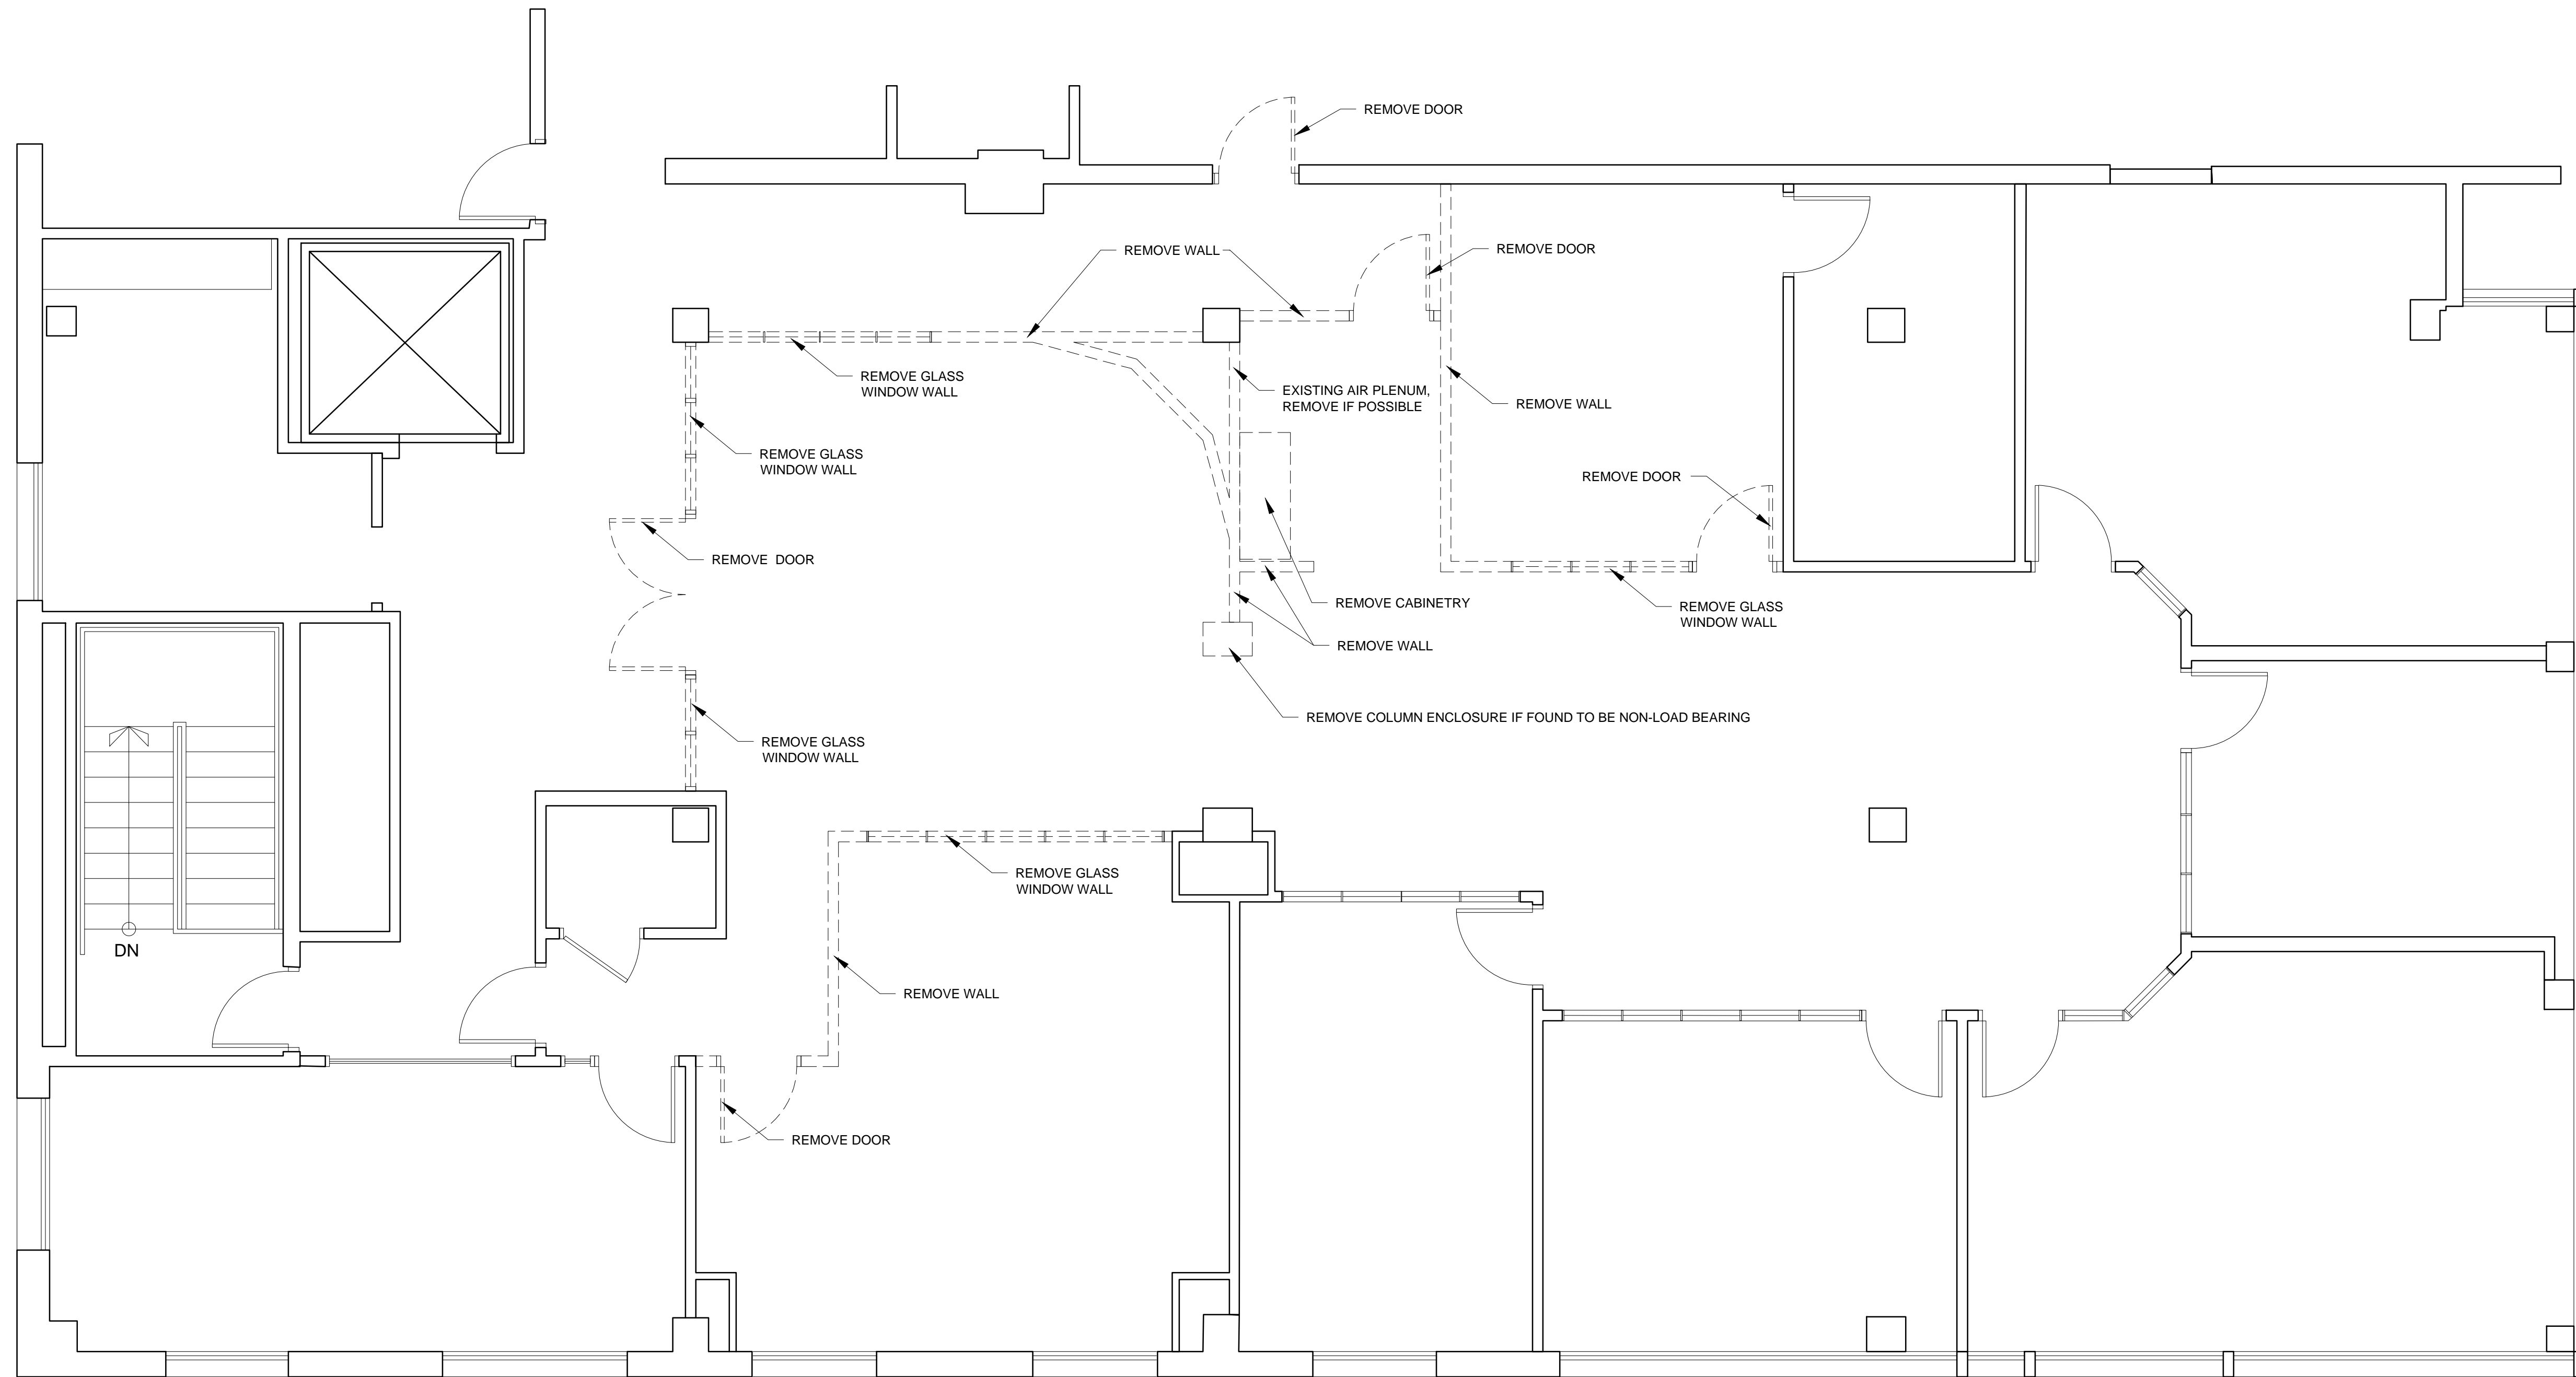 REMOVE DOOR
REMOVE WALL
REMOVE DOOR
REMOVE GLASS
WINDOW WALL
EXISTING AIR PLENUM,
REMOVE IF POSSIBLE
REMOVE WALL
REMOVE GLASS
WINDOW WALL
REMOVE DOOR
REMOVE  DOOR
REMOVE CABINETRY
REMOVE GLASS
WINDOW WALL
REMOVE WALL
REMOVE COLUMN ENCLOSURE IF FOUND TO BE NON-LOAD BEARING
REMOVE GLASS
WINDOW WALL
REMOVE GLASS
WINDOW WALL
DN
REMOVE WALL
REMOVE DOOR